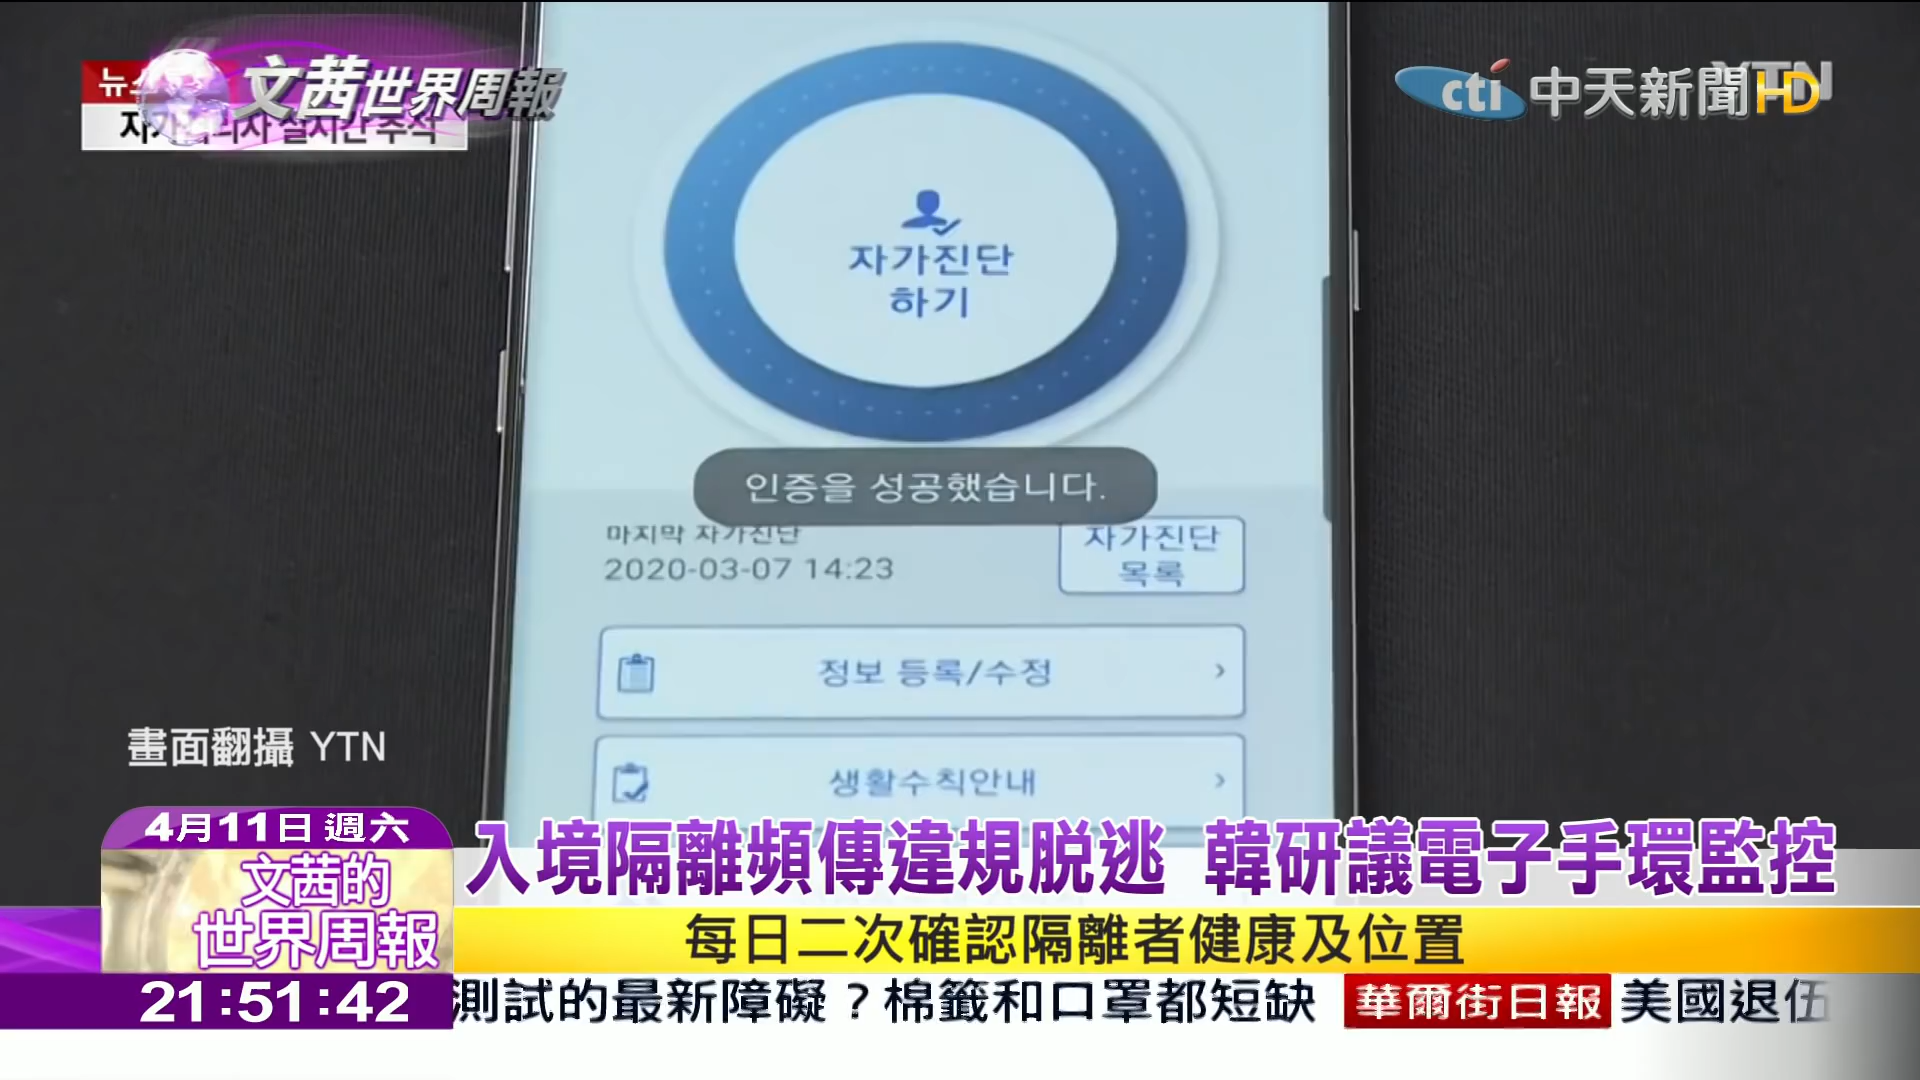 文茜世界周報
cti 中天新聞HD
자가진단
하기
인증을 성공했습니다.
마지막 자가진단
2020-03-07 14:23
자가진단
목록
정보 등록/수정
생활수칙안내
畫面翻攝 YTN
4月11日 週六
文茜的
世界周報
入境隔離頻傳違規脫逃 韓研議電子手環監控
每日二次確認隔離者健康及位置
21:51:42
測試的最新障礙？棉籤和口罩都短缺 華爾街日報 美國退伍